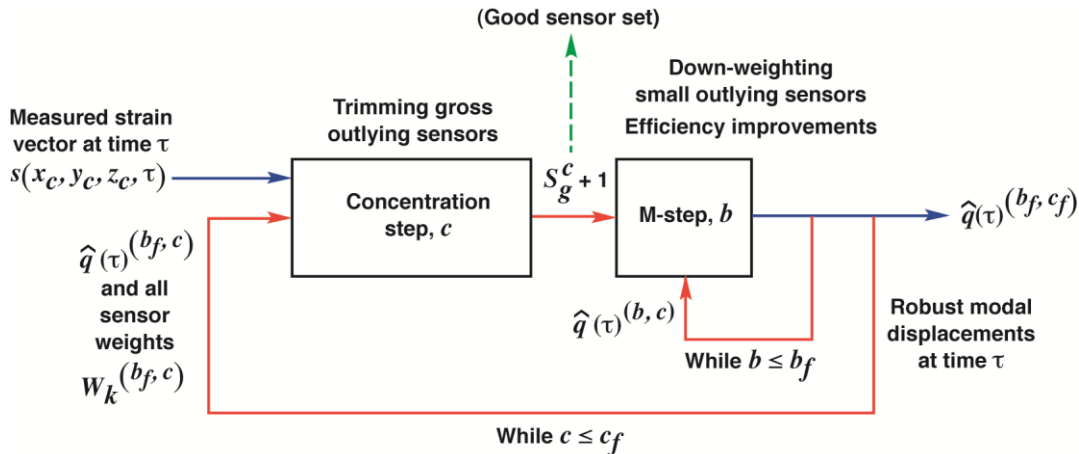 (Good sensor set)
Down-weighting
small outlying sensors
Efficiency improvements
Trimming gross
outlying sensors
Measured strain
vector at time τ
s(x_c, y_c, z_c, τ)
Concentration
step, c
S_g^c + 1
M-step, b
q̂(τ)^(b_f, c_f)
q̂(τ)^(b_f, c)
and all
sensor
weights
W_k^(b_f, c)
q̂(τ)^(b, c)
While b ≤ b_f
Robust modal
displacements
at time τ
While c ≤ c_f